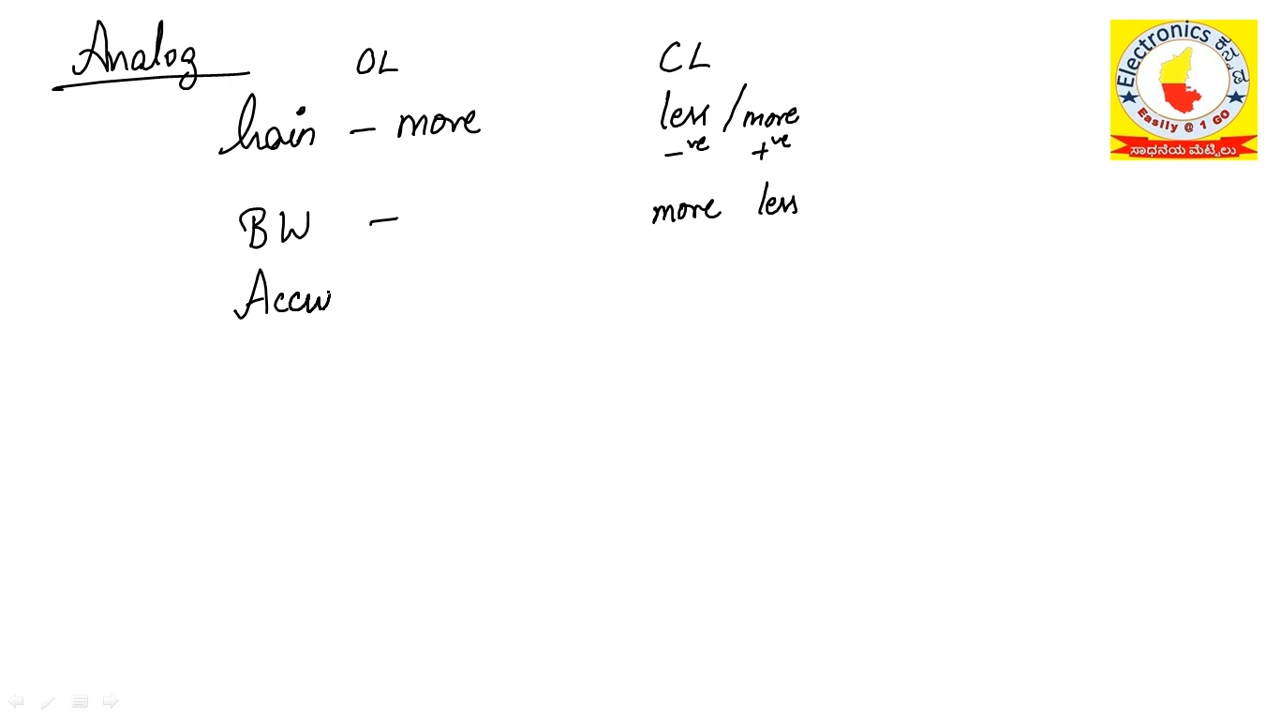 Analog OL CL
Gain - more less / more
-ve +ve
BW - more less
Accu
Electronics ಕನ್ನಡ
Easily @ 1 GO
ಸಾಧನೆಯ ಮೆಟ್ಟಿಲು